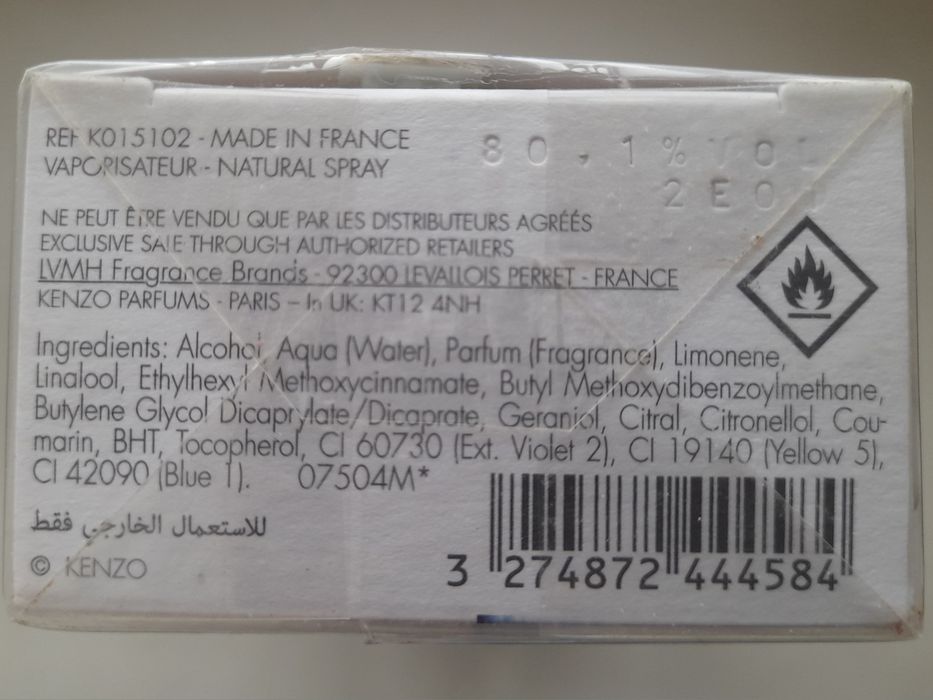 REF K015102 - MADE IN FRANCE
VAPORISATEUR - NATURAL SPRAY
80,1% VOL
2E0
NE PEUT ÊTRE VENDU QUE PAR LES DISTRIBUTEURS AGRÉÉS
EXCLUSIVE SALE THROUGH AUTHORIZED RETAILERS
LVMH Fragrance Brands - 92300 LEVALLOIS PERRET - FRANCE
KENZO PARFUMS - PARIS – In UK: KT12 4NH
Ingredients: Alcohol, Aqua (Water), Parfum (Fragrance), Limonene,
Linalool, Ethylhexyl Methoxycinnamate, Butyl Methoxydibenzoylmethane,
Butylene Glycol Dicaprylate/Dicaprate, Geraniol, Citral, Citronellol, Cou-
marin, BHT, Tocopherol, CI 60730 (Ext. Violet 2), CI 19140 (Yellow 5),
CI 42090 (Blue 1). 07504M*
للاستعمال الخارجي فقط
© KENZO
3 274872 444584